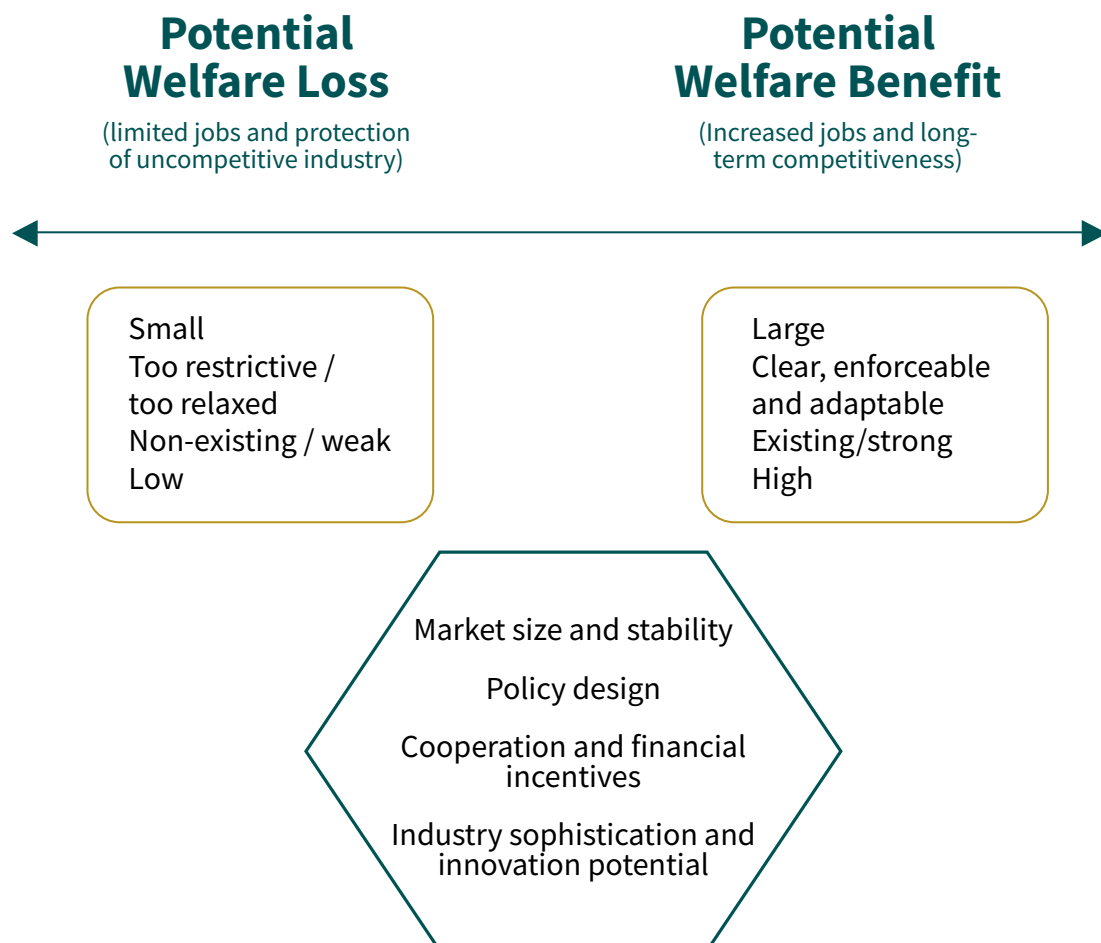 Potential
Welfare Loss
(limited jobs and protection
of uncompetitive industry)
Potential
Welfare Benefit
(Increased jobs and long-
term competitiveness)
Small
Too restrictive /
too relaxed
Non-existing / weak
Low
Large
Clear, enforceable
and adaptable
Existing/strong
High
Market size and stability
Policy design
Cooperation and financial
incentives
Industry sophistication and
innovation potential